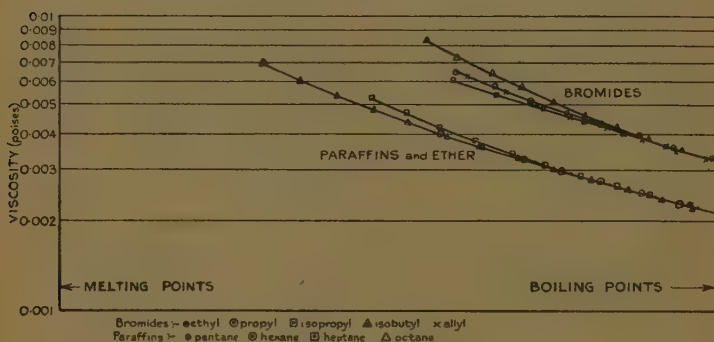 0·01
0·009
0·008
0·007
0·006
0·005
0·004
0·003
0·002
0·001
VISCOSITY (poises)
BROMIDES
PARAFFINS and ETHER
← MELTING POINTS
BOILING POINTS →
Bromides :- ethyl propyl isopropyl isobutyl allyl
Paraffins :- pentane hexane heptane octane